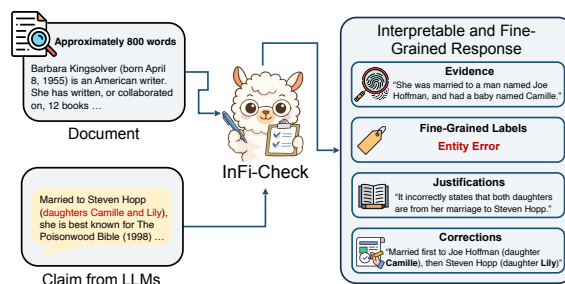 Approximately 800 words
Barbara Kingsolver (born April
8, 1955) is an American writer.
She has written, or collaborated
on, 12 books ...
Document
Married to Steven Hopp
(daughters Camille and Lily),
she is best known for The
Poisonwood Bible (1998) ...
Claim from LLMs
InFi-Check
Interpretable and Fine-
Grained Response
Evidence
“She was married to a man named Joe
Hoffman, and had a baby named Camille.”
Fine-Grained Labels
Entity Error
Justifications
“It incorrectly states that both daughters
are from her marriage to Steven Hopp.”
Corrections
“Married first to Joe Hoffman (daughter
Camille), then Steven Hopp (daughter Lily)”